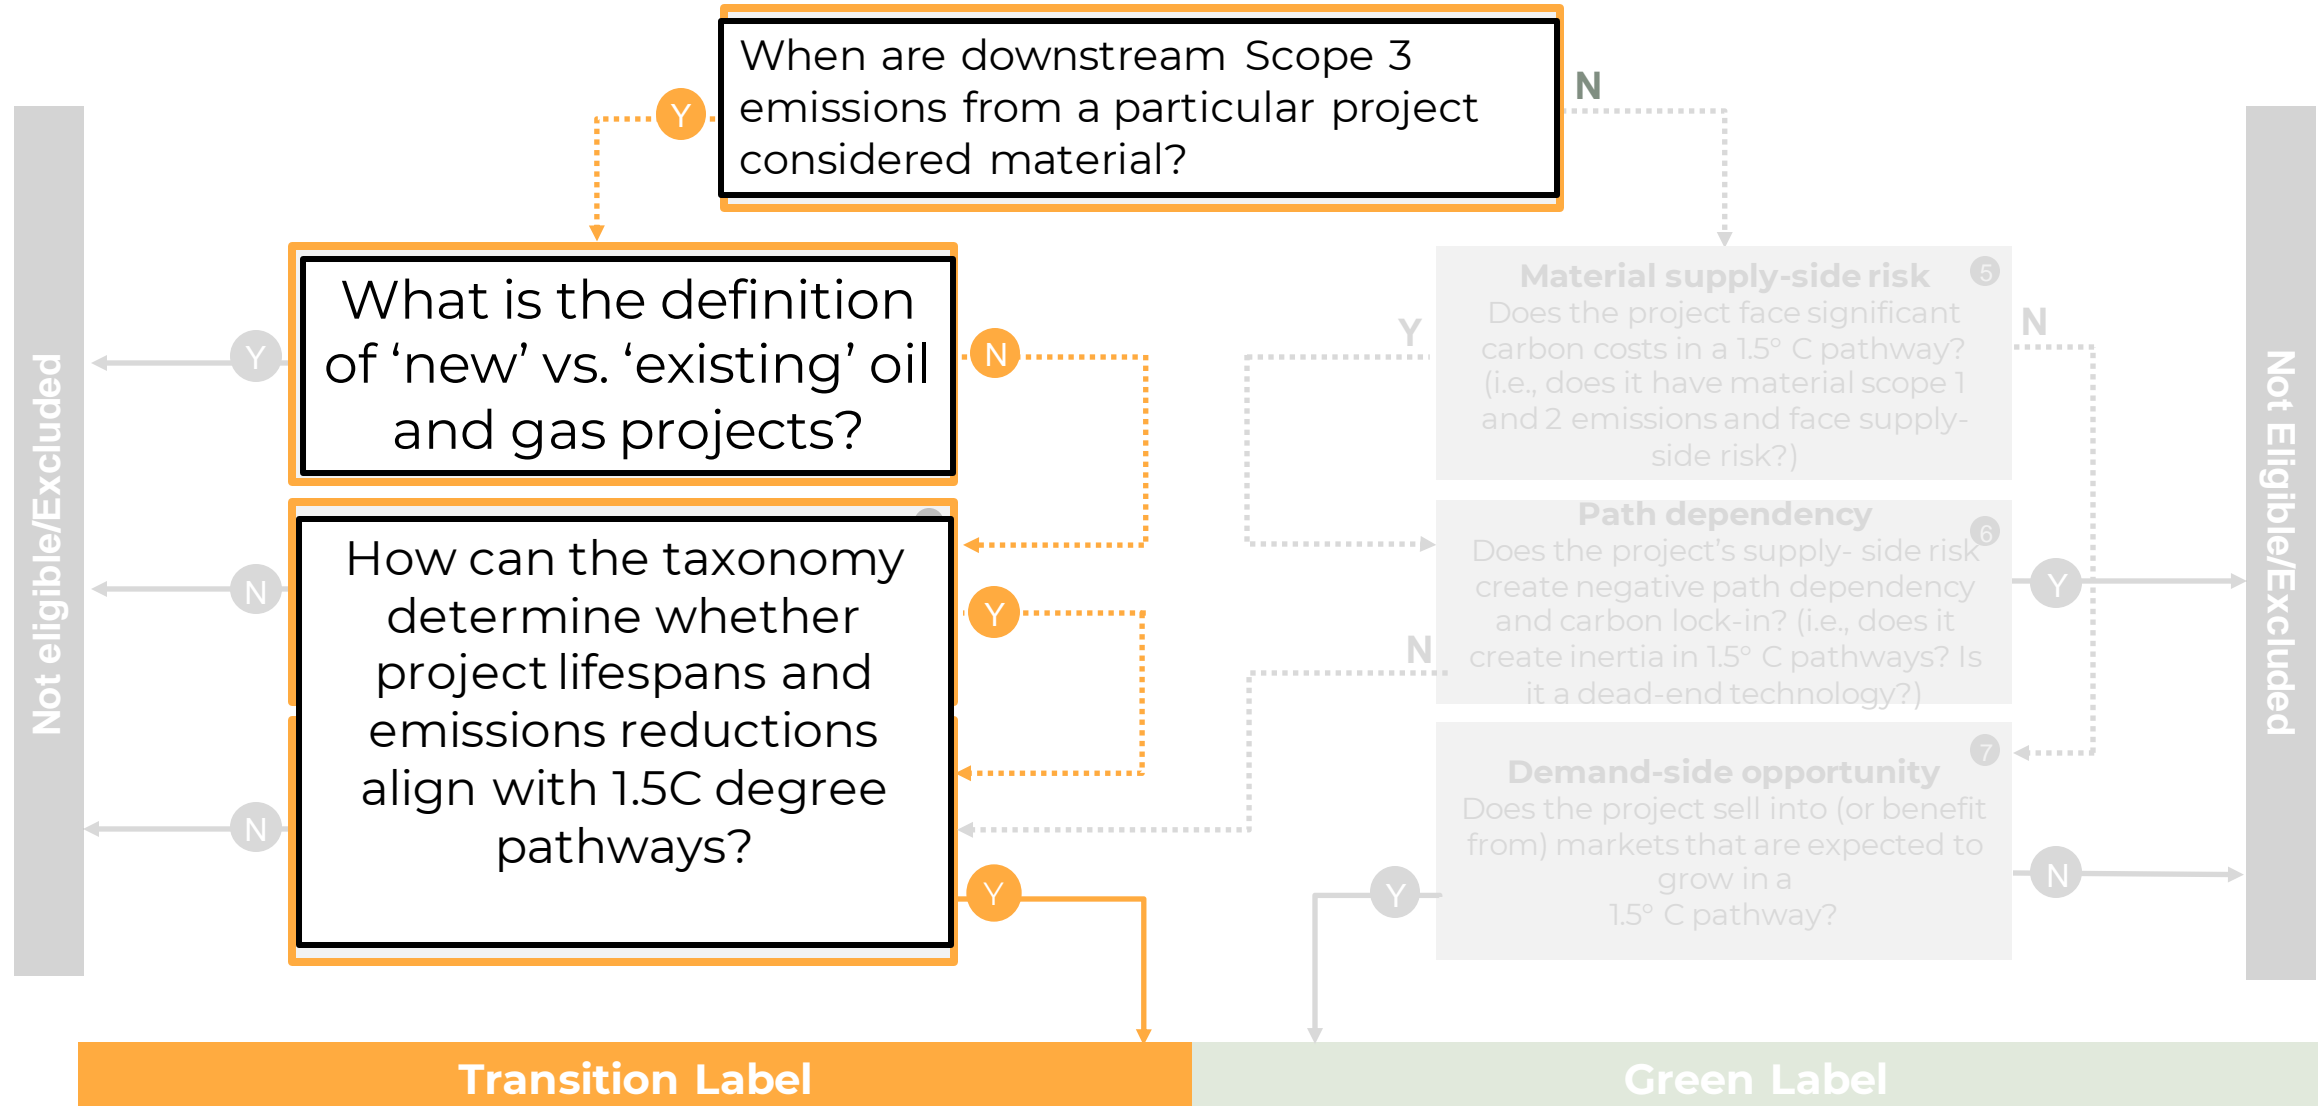 When are downstream Scope 3
emissions from a particular project
considered material?
Y
N
Not eligible/Excluded
Not Eligible/Excluded
What is the definition
of ‘new’ vs. ‘existing’ oil
and gas projects?
Y
N
Material supply-side risk
5
Does the project face significant
carbon costs in a 1.5° C pathway?
(i.e., does it have material scope 1
and 2 emissions and face supply-
side risk?)
Y
N
How can the taxonomy
determine whether
project lifespans and
emissions reductions
align with 1.5C degree
pathways?
N
Y
N
Y
Path dependency
6
Does the project’s supply- side risk
create negative path dependency
and carbon lock-in? (i.e., does it
create inertia in 1.5° C pathways? Is
it a dead-end technology?)
N
Y
Demand-side opportunity
7
Does the project sell into (or benefit
from) markets that are expected to
grow in a
1.5° C pathway?
Y
N
Transition Label
Green Label